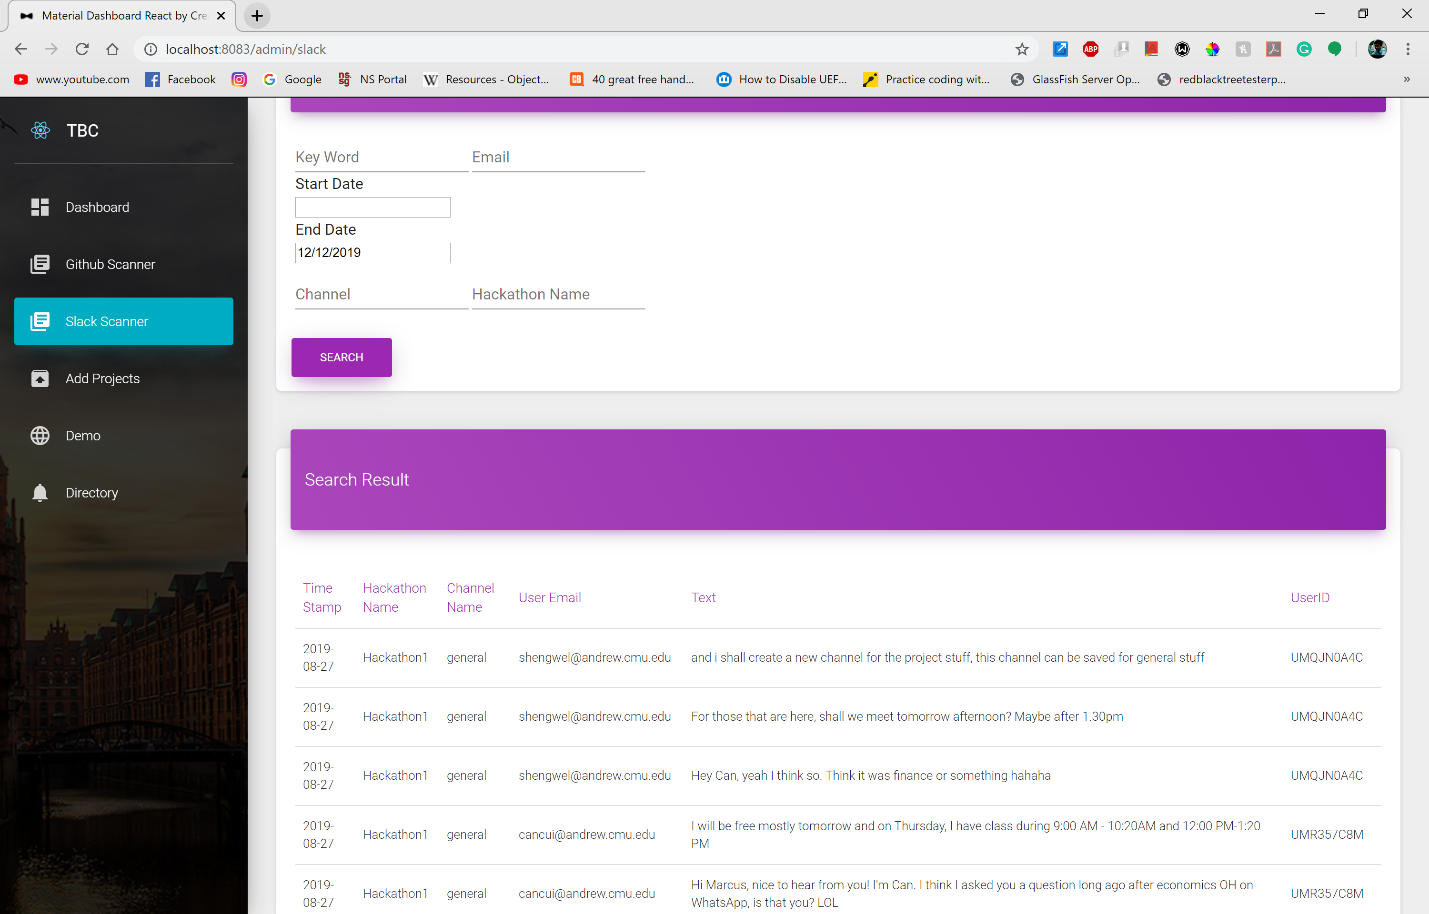 Material Dashboard React by Cre
localhost:8083/admin/slack
www.youtube.com Facebook Google NS Portal Resources - Object... 40 great free hand... How to Disable UEF... Practice coding wit... GlassFish Server Op... redblacktreetesterp...
TBC
Dashboard
Github Scanner
Slack Scanner
Add Projects
Demo
Directory
Key Word Email
Start Date
End Date
12/12/2019
Channel Hackathon Name
SEARCH
Search Result
Time Stamp Hackathon Name Channel Name User Email Text UserID
2019-08-27 Hackathon1 general shengwel@andrew.cmu.edu and i shall create a new channel for the project stuff, this channel can be saved for general stuff UMQJN0A4C
2019-08-27 Hackathon1 general shengwel@andrew.cmu.edu For those that are here, shall we meet tomorrow afternoon? Maybe after 1.30pm UMQJN0A4C
2019-08-27 Hackathon1 general shengwel@andrew.cmu.edu Hey Can, yeah I think so. Think it was finance or something hahaha UMQJN0A4C
2019-08-27 Hackathon1 general cancui@andrew.cmu.edu I will be free mostly tomorrow and on Thursday, I have class during 9:00 AM - 10:20AM and 12:00 PM-1:20 PM UMR357C8M
2019-08-27 Hackathon1 general cancui@andrew.cmu.edu Hi Marcus, nice to hear from you! I'm Can. I think I asked you a question long ago after economics OH on WhatsApp, is that you? LOL UMR357C8M